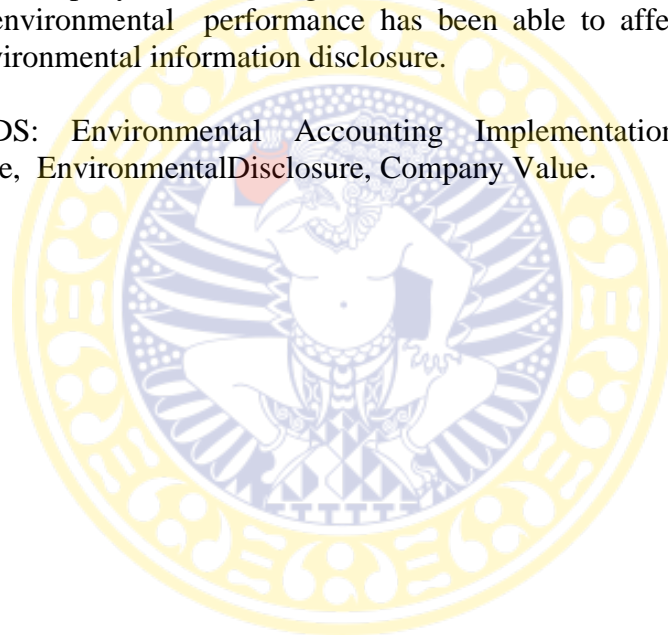 environmental performance has been able to affe
vironmental information disclosure.
DS: Environmental Accounting Implementation
e, EnvironmentalDisclosure, Company Value.